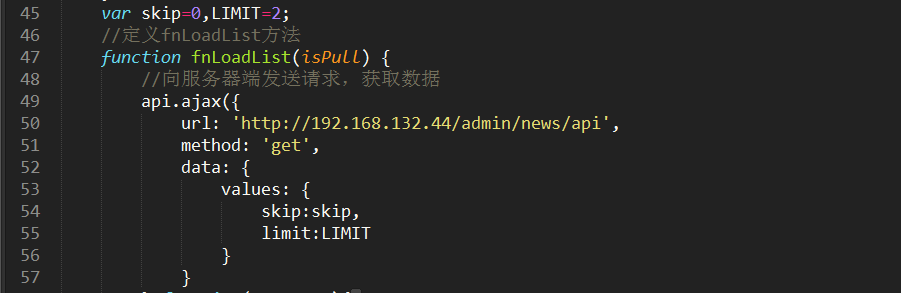 45 var skip=0,LIMIT=2;
46 //定义fnLoadList方法
47 function fnLoadList(isPull) {
48 //向服务器端发送请求，获取数据
49 api.ajax({
50 url: 'http://192.168.132.44/admin/news/api',
51 method: 'get',
52 data: {
53 values: {
54 skip:skip,
55 limit:LIMIT
56 }
57 }